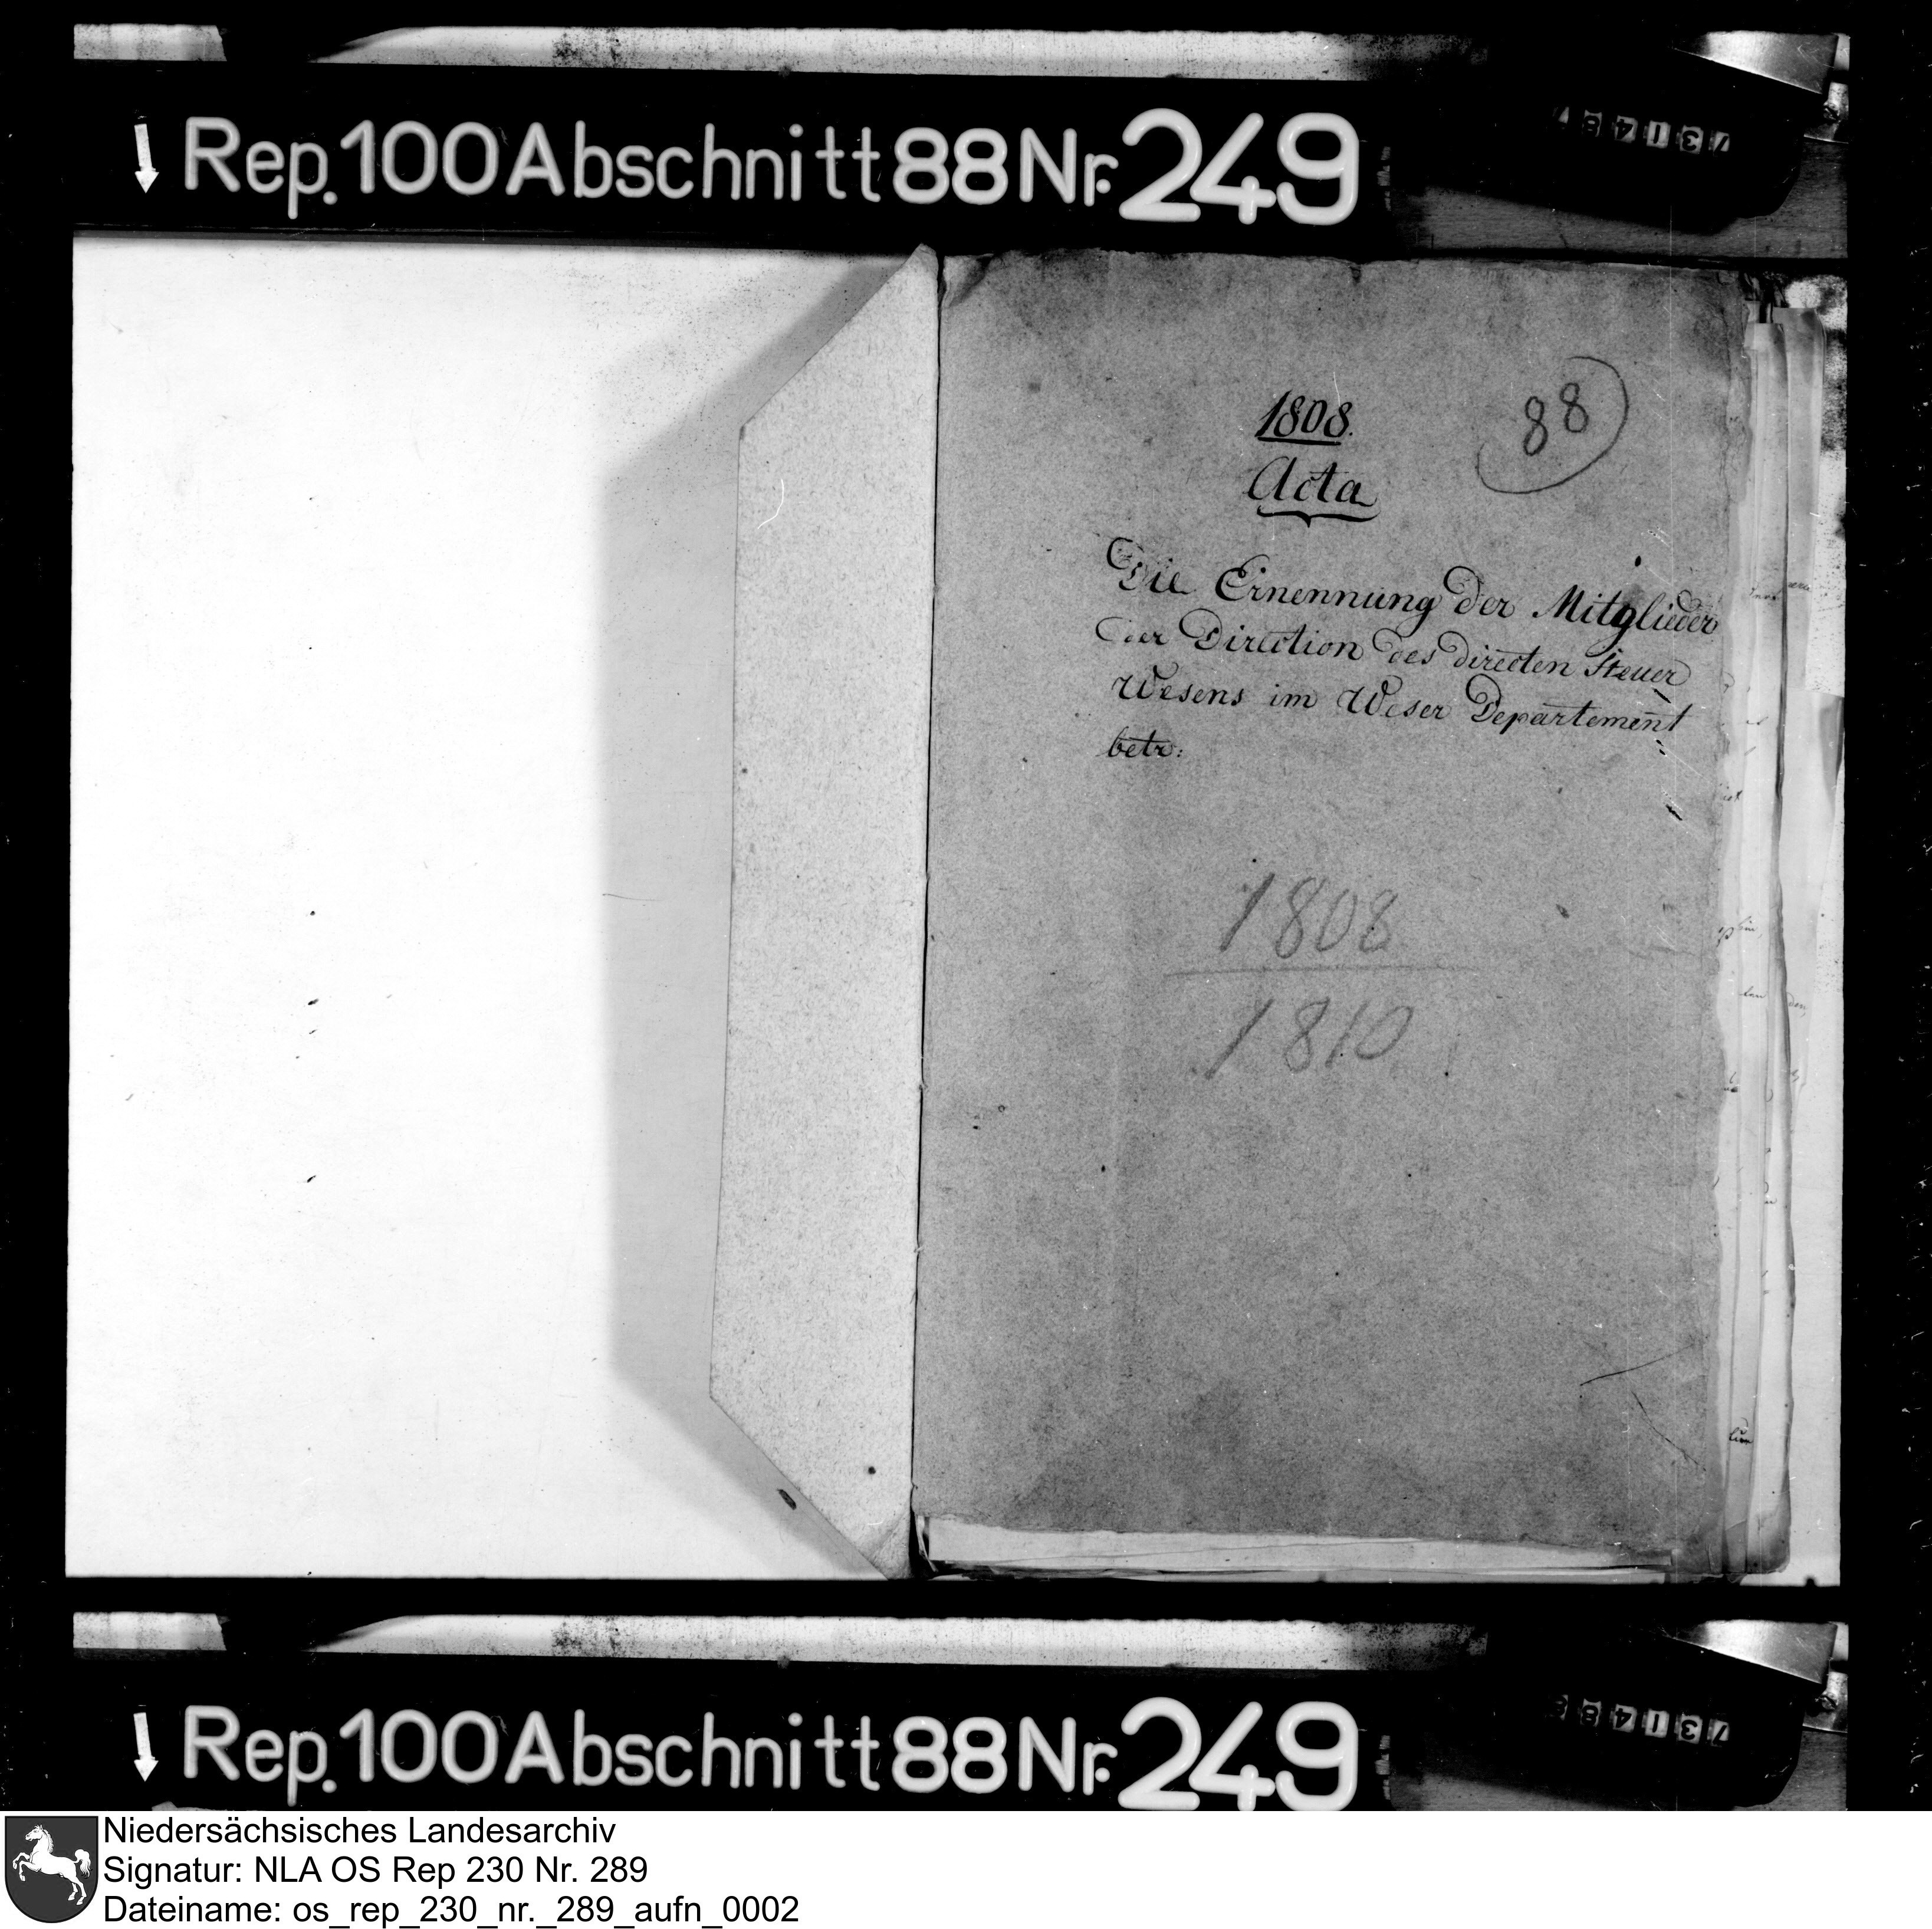 Rep. 100 Abschnitt 88 Nr. 249
1808.
88
Acta
Die Ernennung der Mitglieder
der Direction des directen Steuer
Wesens im Weser Departement
betr:
1808
1810
Rep. 100 Abschnitt 88 Nr. 249
Niedersächsisches Landesarchiv
Signatur: NLA OS Rep 230 Nr. 289
Dateiname: os_rep_230_nr._289_aufn_0002